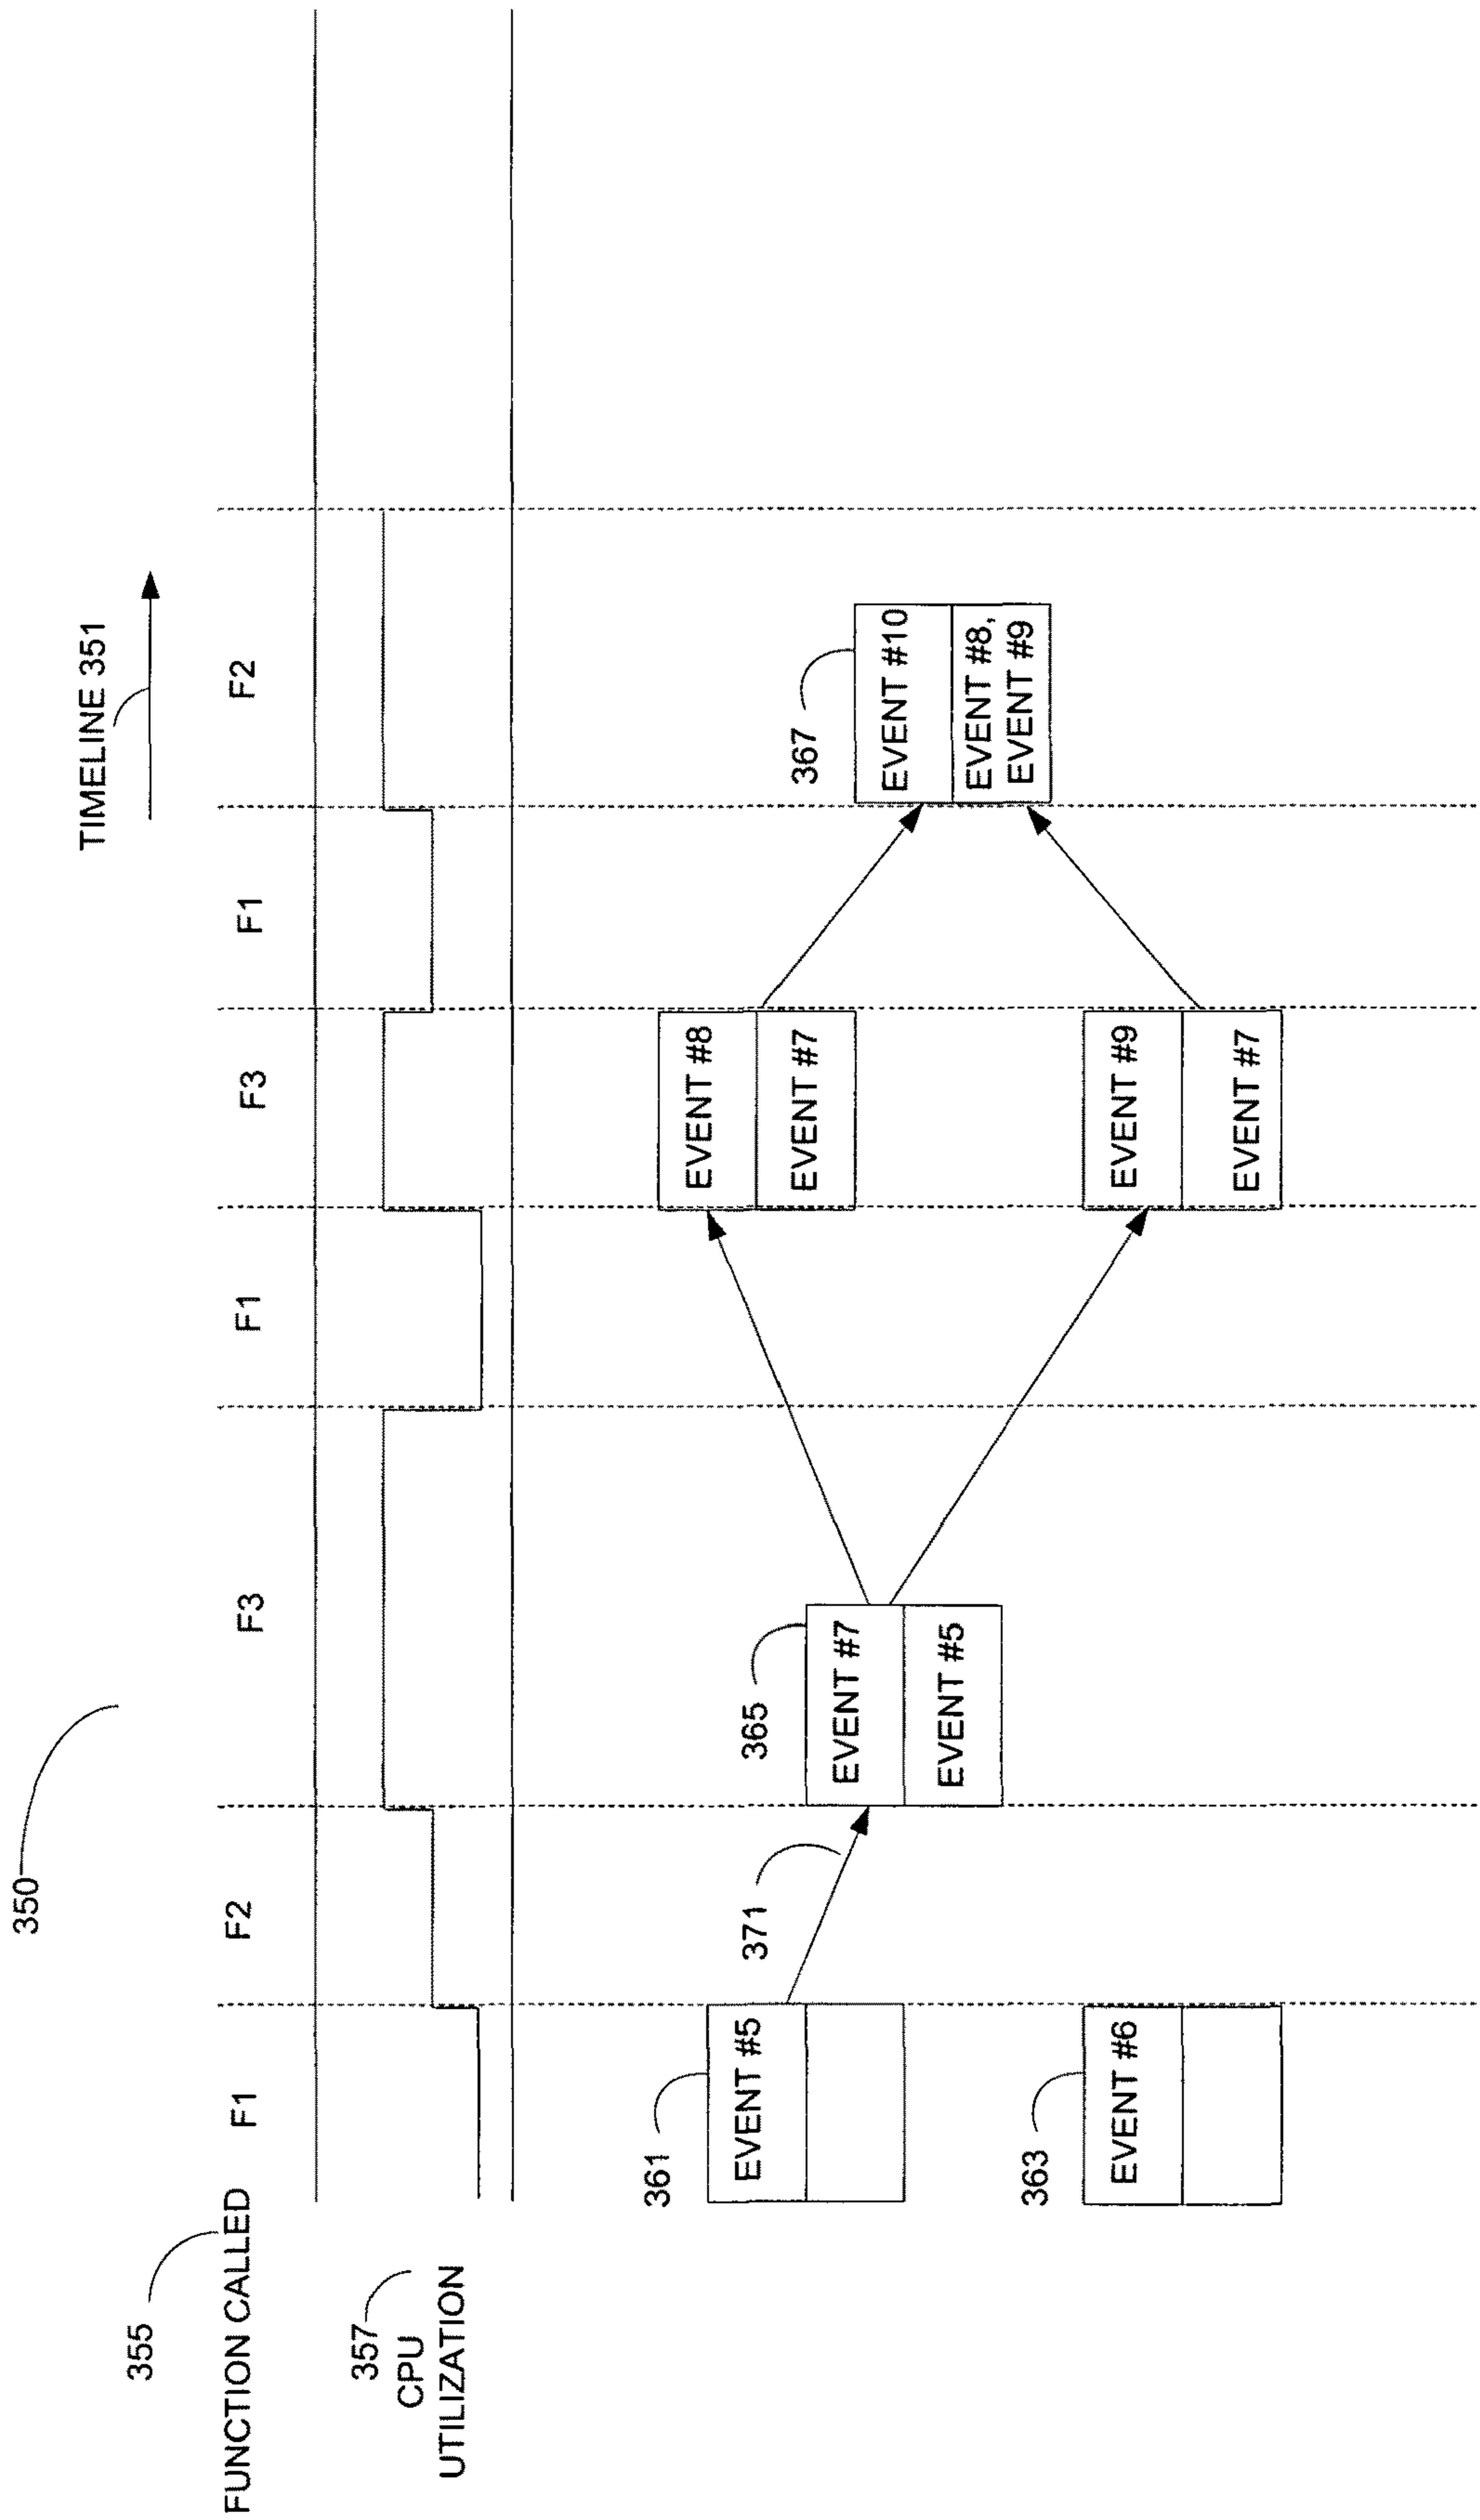 350
TIMELINE 351
355
FUNCTION CALLED
F1 F2 F3 F1 F3 F1 F2
357
CPU
UTILIZATION
361
EVENT #5
371
365
EVENT #7
EVENT #5
EVENT #8
EVENT #7
367
EVENT #10
EVENT #8,
EVENT #9
363
EVENT #6
EVENT #9
EVENT #7